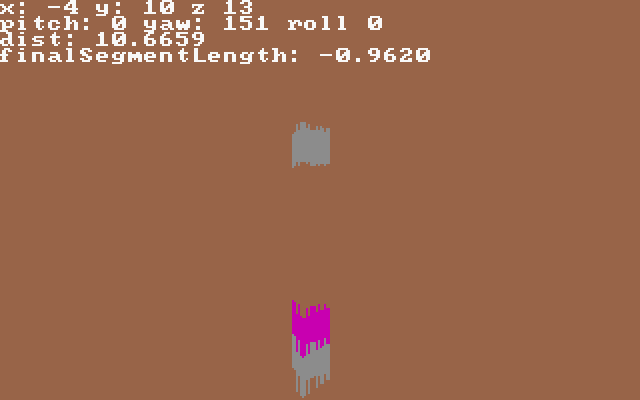 x: -4 y: 10 z 13
pitch: 0 yaw: 151 roll 0
dist: 10.6659
finalSegmentLength: -0.9620